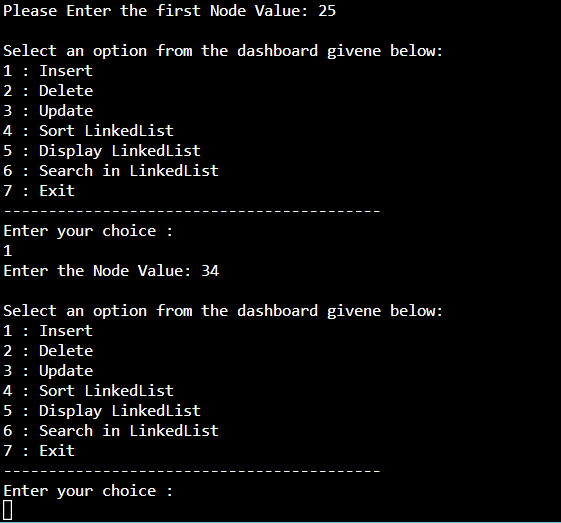 Please Enter the first Node Value: 25
Select an option from the dashboard givene below:
1 : Insert
2 : Delete
3 : Update
4 : Sort LinkedList
5 : Display LinkedList
6 : Search in LinkedList
7 : Exit
------------------------------------------
Enter your choice :
1
Enter the Node Value: 34
Select an option from the dashboard givene below:
1 : Insert
2 : Delete
3 : Update
4 : Sort LinkedList
5 : Display LinkedList
6 : Search in LinkedList
7 : Exit
------------------------------------------
Enter your choice :